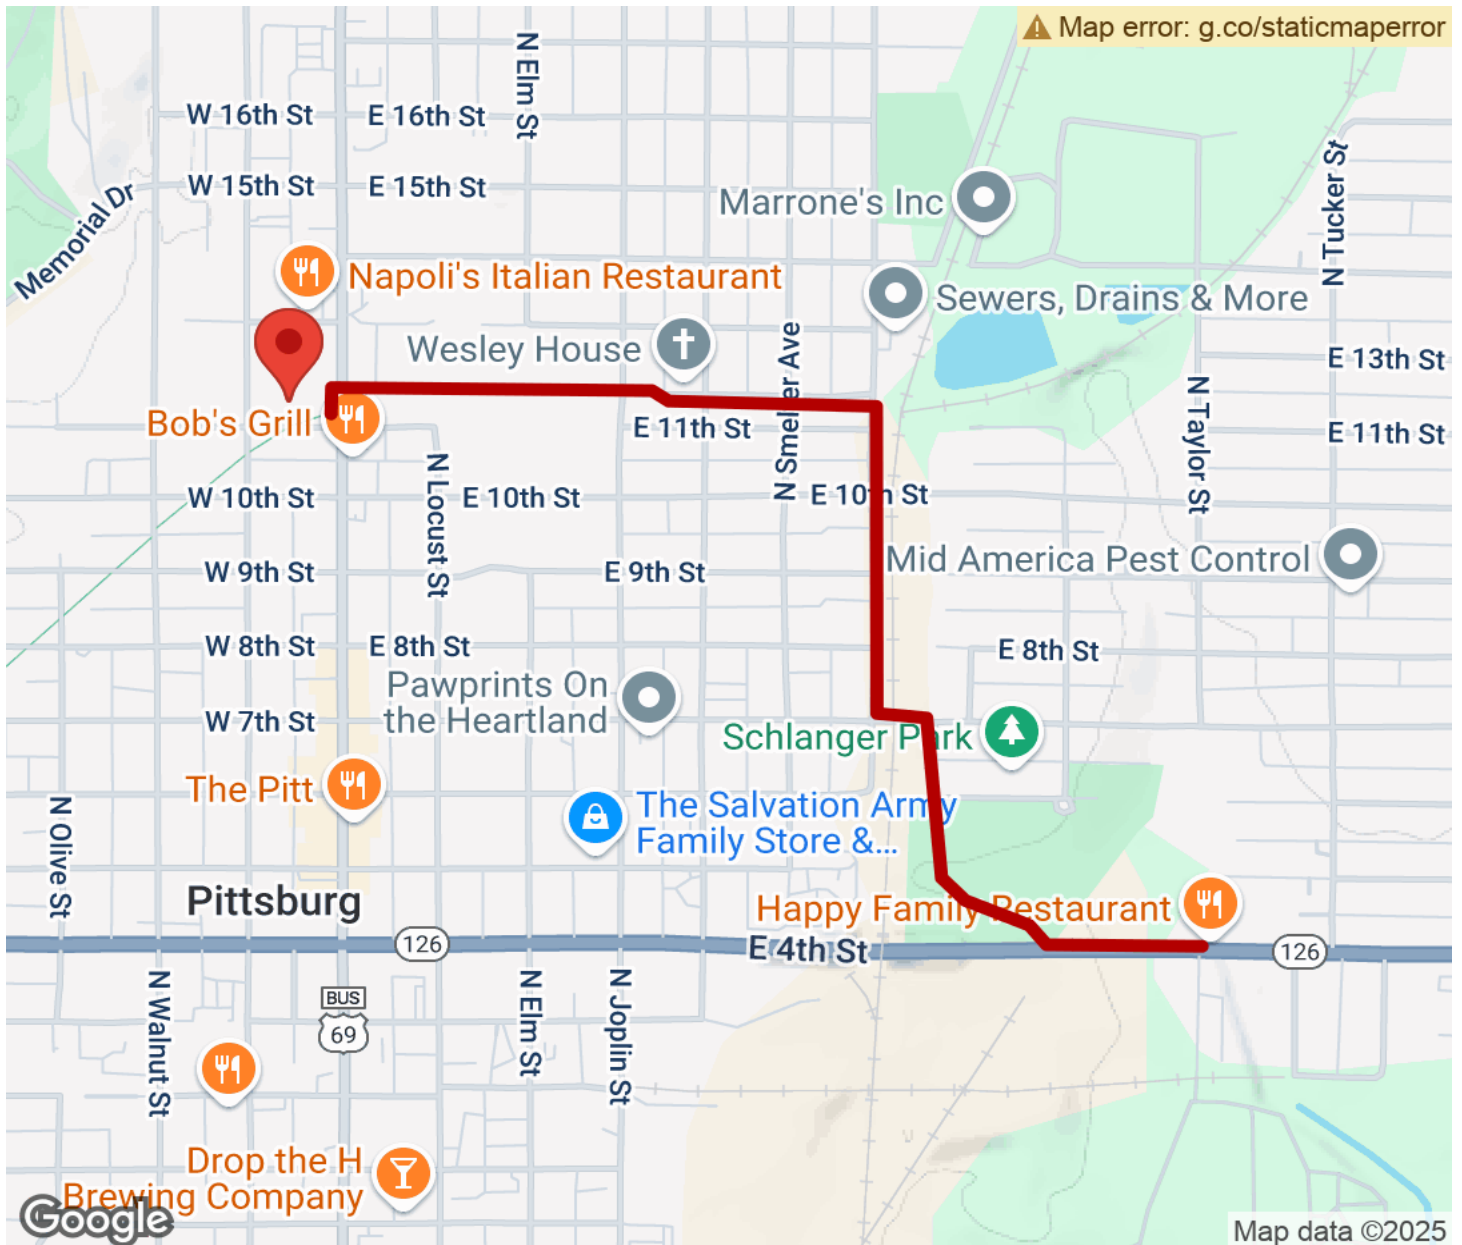 Map error: g.co/staticmaperror
N Elm St
W 16th St
E 16th St
W 15th St
E 15th St
Memorial Dr
Marrone's Inc
N Tucker St
Napoli's Italian Restaurant
Sewers, Drains & More
Wesley House
N Smelter Ave
E 13th St
Bob's Grill
E 11th St
N Taylor St
E 11th St
W 10th St
N Locust St
E 10th St
E 10th St
Mid America Pest Control
W 9th St
E 9th St
W 8th St
E 8th St
E 8th St
Pawprints On
the Heartland
W 7th St
Schlanger Park
The Pitt
N Olive St
The Salvation Army
Family Store &...
Pittsburg
Happy Family Restaurant
126
E 4th St
126
N Walnut St
BUS
69
N Elm St
N Joplin St
Drop the H
Brewing Company
Google
Map data ©2025